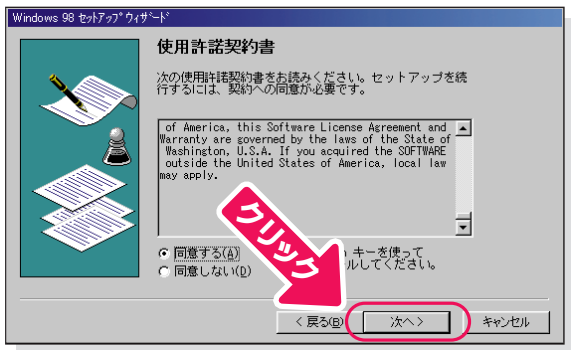 Windows 98 セットアップ ウィザード
使用許諾契約書
次の使用許諾契約書をお読みください。セットアップを続
行するには、契約への同意が必要です。
of America, this Software License Agreement and
Warranty are governed by the laws of the State of
Washington, U.S.A. If you acquired the SOFTWARE
outside the United States of America, local law
may apply.
クリック
同意する(A)
キーを使って
同意しない(D)
ルしてください。
< 戻る(B)
次へ >
キャンセル